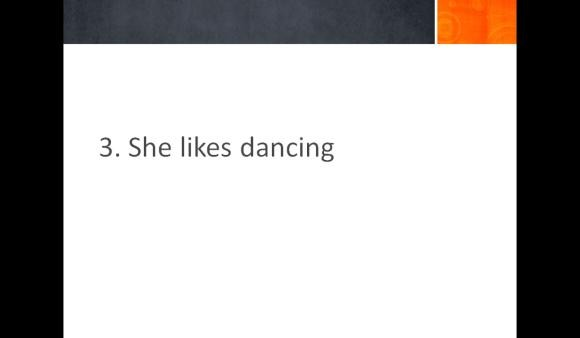 3. She likes dancing